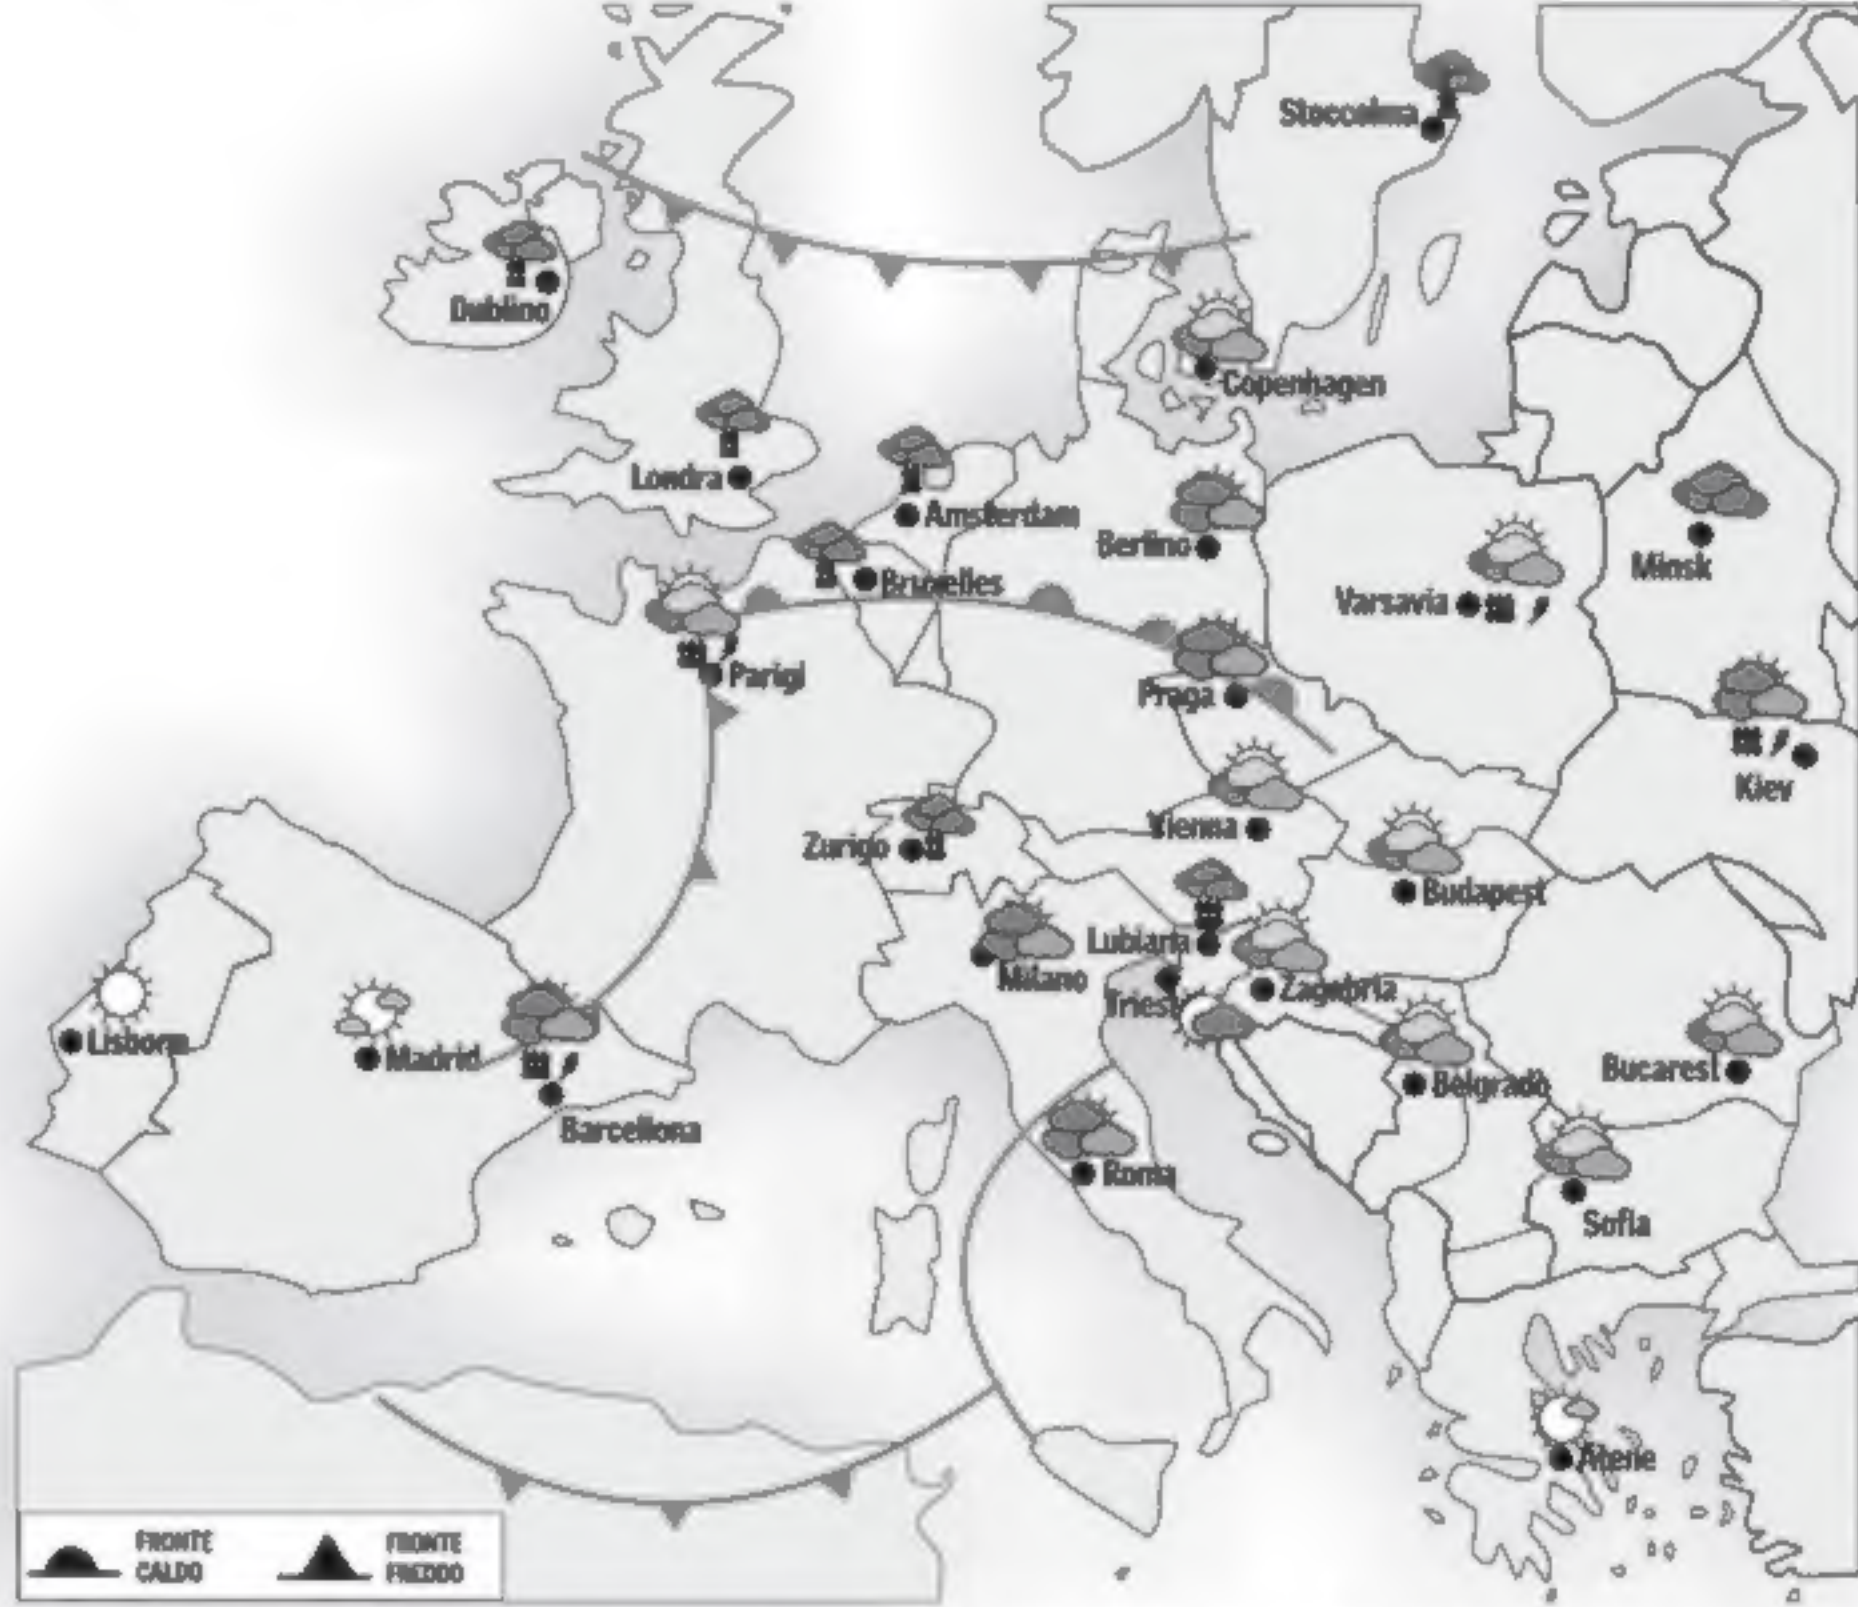 Stoccolma
Dublino
Copenhagen
Londra
Amsterdam
Berlino
Minsk
Bruxelles
Varsavia
Parigi
Praga
Kiev
Vienna
Zurigo
Budapest
Lubiana
Milano
Zagabria
Triest
Lisbona
Madrid
Bucarest
Belgrado
Barcellona
Roma
Sofia
Atene
FRONTE
CALDO
FRONTE
FREDDO